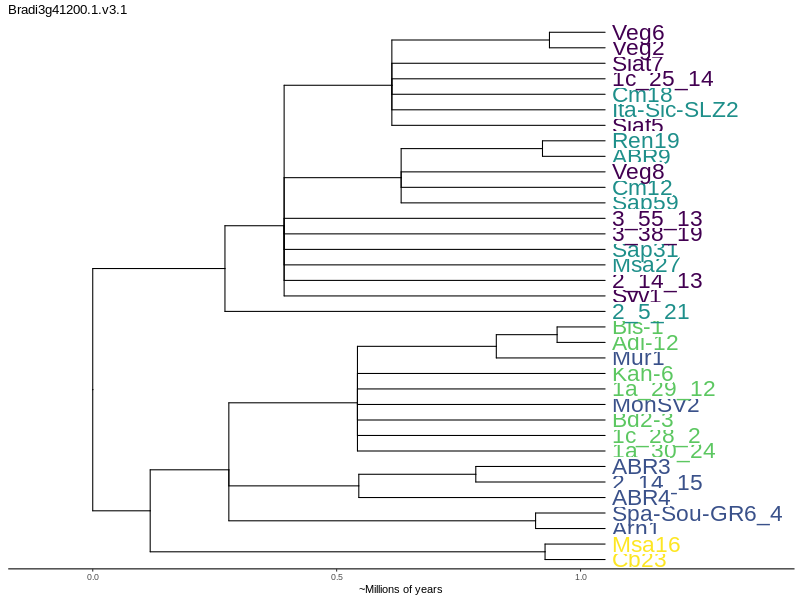 Bradi3g41200.1.v3.1
Veg6
Veg2
Siat7
1c_25_14
Cm18
Ita-Sic-SLZ2
Siat5
Ren19
ABR9
Veg8
Cm12
Sap59
3_55_13
3_38_19
Sap31
Msa27
2_14_13
Svv1
2_5_21
Bis-1
Adi-12
Mur1
Kah-6
1a_29_12
MonSV2
Bd2-3
1c_28_2
1a_30_24
ABR3
2_14_15
ABR4
Spa-Sou-GR6_4
Arn1
Msa16
Cb23
0.0 0.5 1.0
~Millions of years